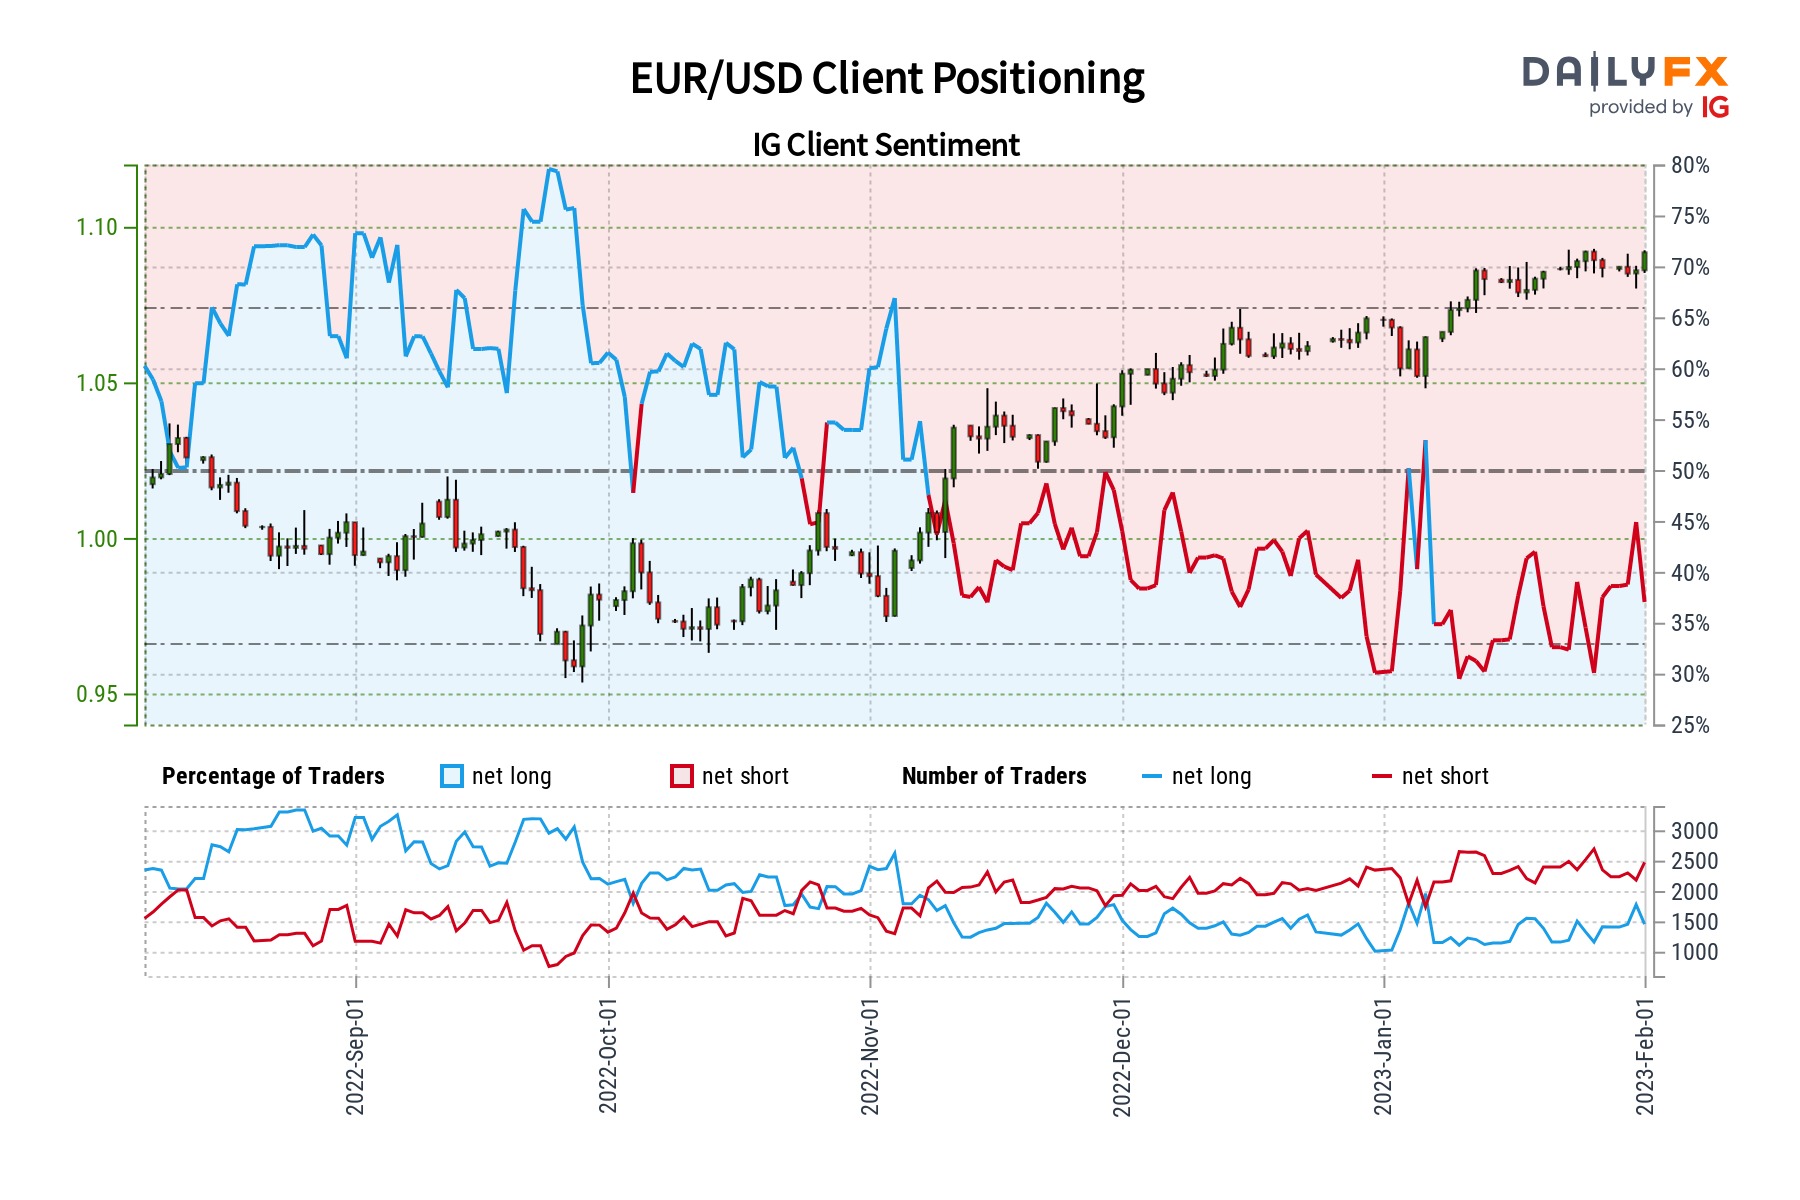 EUR/USD Client Positioning
DAILYFX
provided by IG
IG Client Sentiment
1.10
1.05
1.00
0.95
80%
75%
70%
65%
60%
55%
50%
45%
40%
35%
30%
25%
Percentage of Traders net long net short Number of Traders net long net short
3000
2500
2000
1500
1000
2022-Sep-01
2022-Oct-01
2022-Nov-01
2022-Dec-01
2023-Jan-01
2023-Feb-01